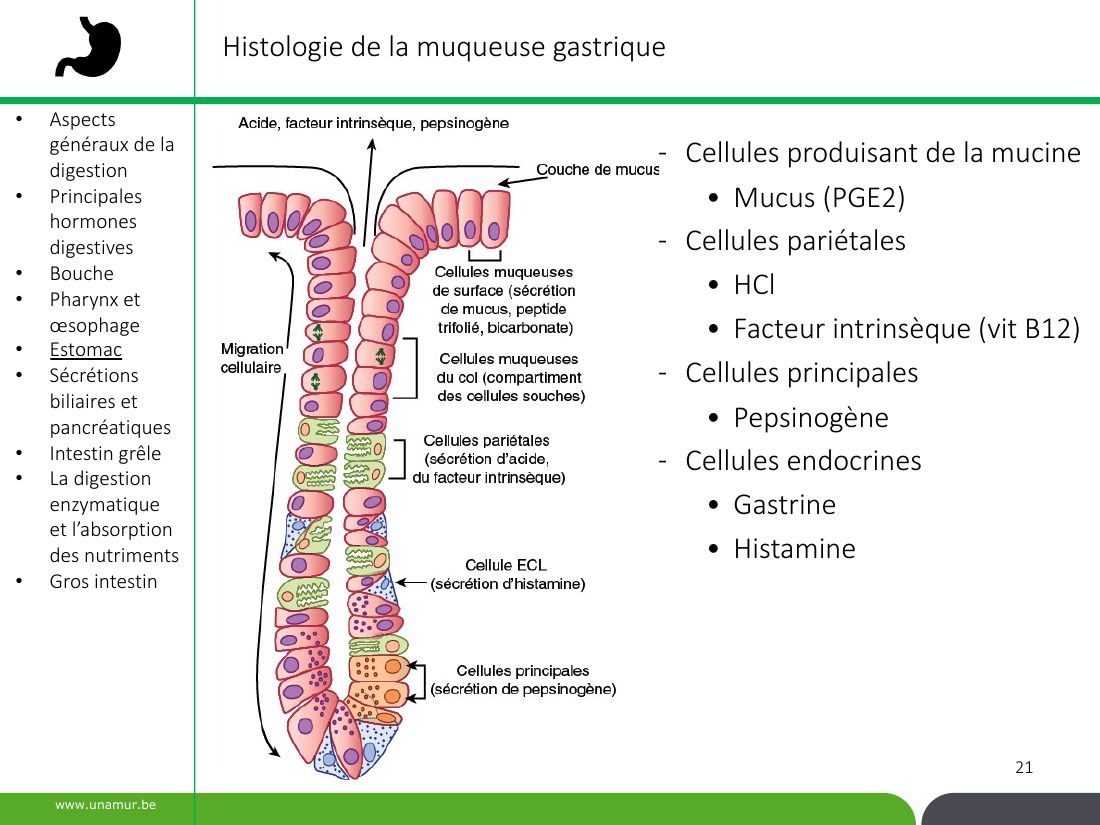 Histologie de la muqueuse gastrique
• Aspects
généraux de la
digestion
• Principales
hormones
digestives
• Bouche
• Pharynx et
œsophage
• Estomac
• Sécrétions
biliaires et
pancréatiques
• Intestin grêle
• La digestion
enzymatique
et l’absorption
des nutriments
• Gros intestin
Acide, facteur intrinsèque, pepsinogène
Couche de mucus
Cellules muqueuses
de surface (sécrétion
de mucus, peptide
trifolié, bicarbonate)
Migration
cellulaire
Cellules muqueuses
du col (compartiment
des cellules souches)
Cellules pariétales
(sécrétion d’acide,
du facteur intrinsèque)
Cellule ECL
(sécrétion d’histamine)
Cellules principales
(sécrétion de pepsinogène)
- Cellules produisant de la mucine
• Mucus (PGE2)
- Cellules pariétales
• HCl
• Facteur intrinsèque (vit B12)
- Cellules principales
• Pepsinogène
- Cellules endocrines
• Gastrine
• Histamine
21
www.unamur.be